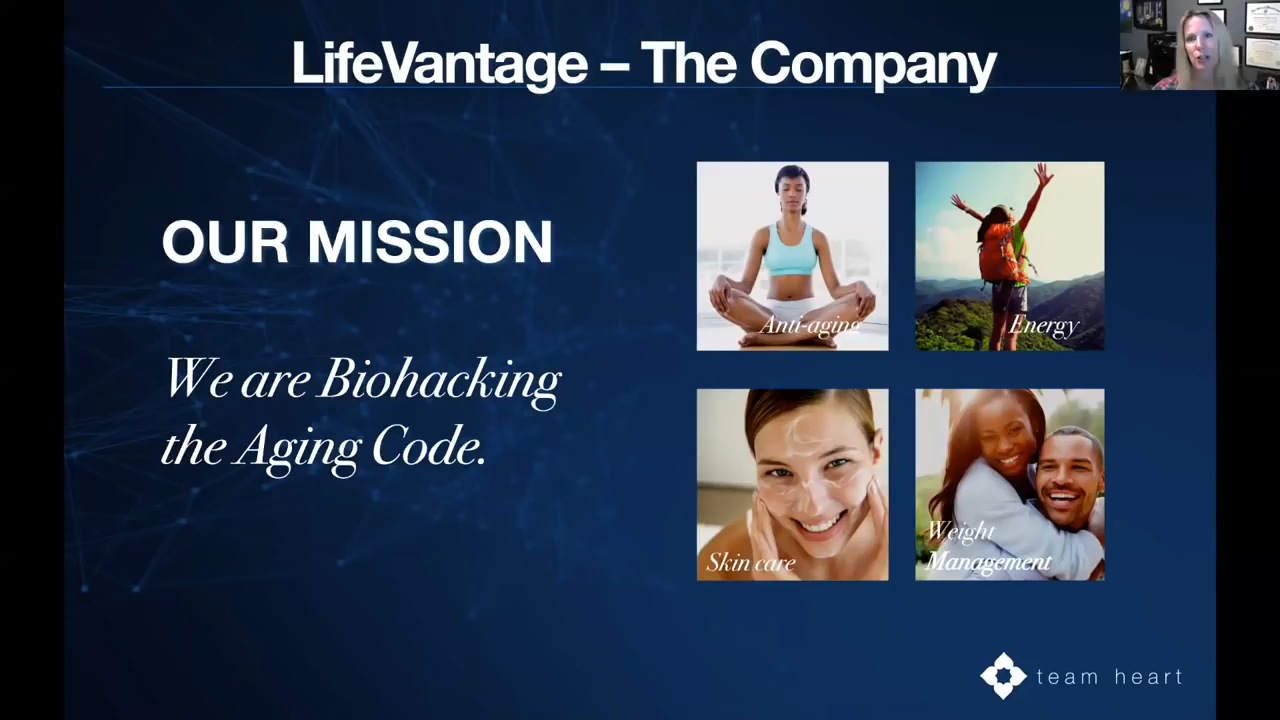 LifeVantage – The Company
OUR MISSION
We are Biohacking
the Aging Code.
Anti-aging
Energy
Skin care
Weight
Management
team heart